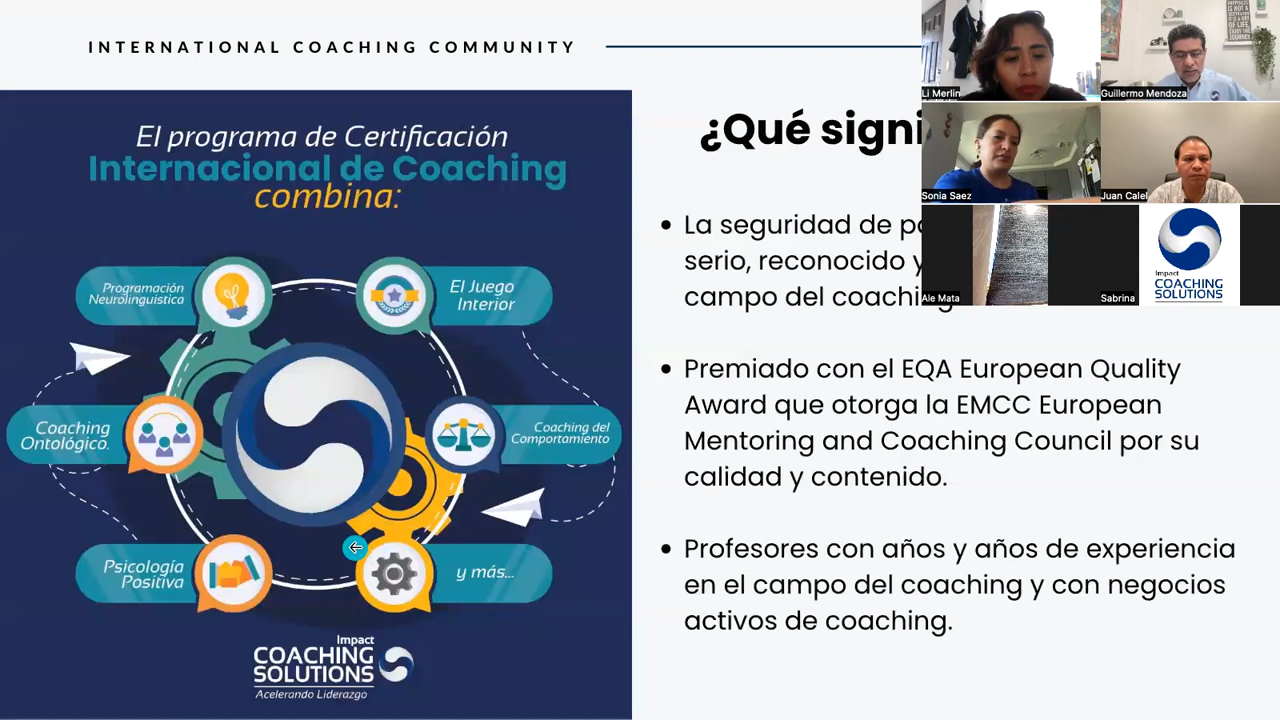 INTERNATIONAL COACHING COMMUNITY
El programa de Certificación
Internacional de Coaching
combina:
Programación
Neurolinguística
El Juego
Interior
Coaching
Ontológico.
Coaching del
Comportamiento
Psicología
Positiva
y más...
Impact
COACHING
SOLUTIONS
Acelerando Liderazgo
¿Qué signi
La seguridad de
serio, reconocido y
campo del coaching
Premiado con el EQA European Quality
Award que otorga la EMCC European
Mentoring and Coaching Council por su
calidad y contenido.
Profesores con años y años de experiencia
en el campo del coaching y con negocios
activos de coaching.
Li Merlin
Guillermo Mendoza
Sonia Saez
Juan Calel
Ale Mata
Sabrina
Impact
COACHING
SOLUTIONS